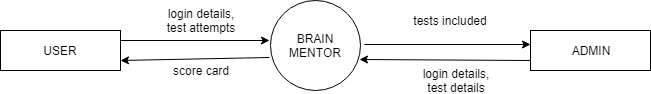 login details,
test attempts
USER
score card
BRAIN
MENTOR
tests included
ADMIN
login details,
test details